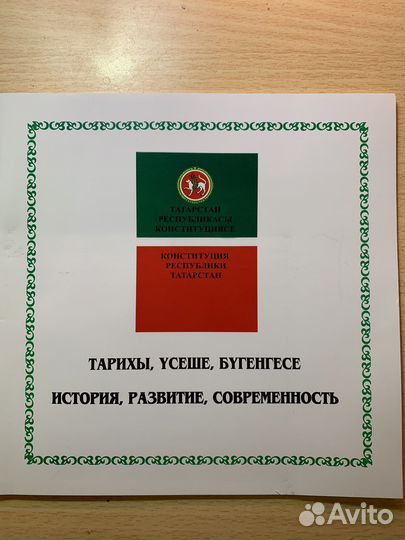 ТАТАРСТАН
РЕСПУБЛИКАСЫ
КОНСТИТУЦИЯСЕ
КОНСТИТУЦИЯ
РЕСПУБЛИКИ
ТАТАРСТАН
ТАРИХЫ, ҮСЕШЕ, БҮГЕНГЕСЕ
ИСТОРИЯ, РАЗВИТИЕ, СОВРЕМЕННОСТЬ
Avito